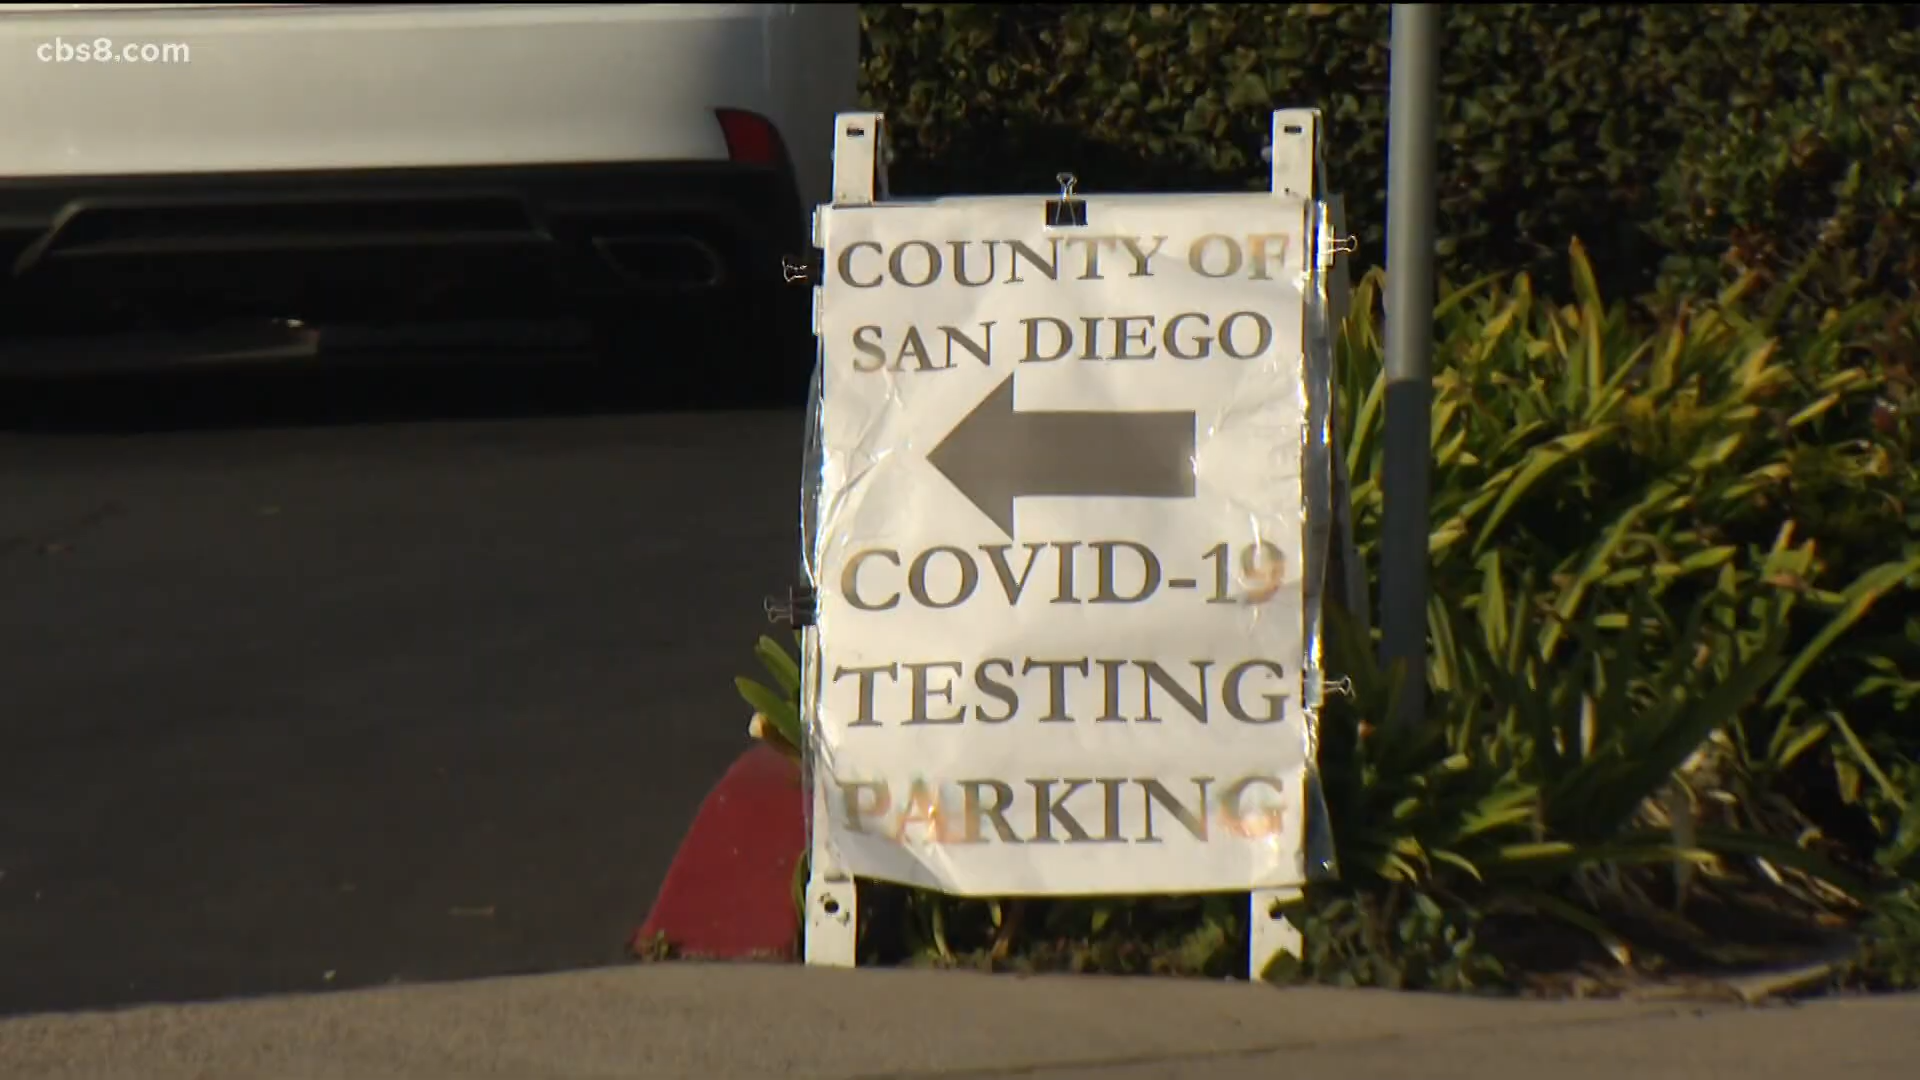 cbs8.com
COUNTY OF
SAN DIEGO
COVID-19
TESTING
PARKING